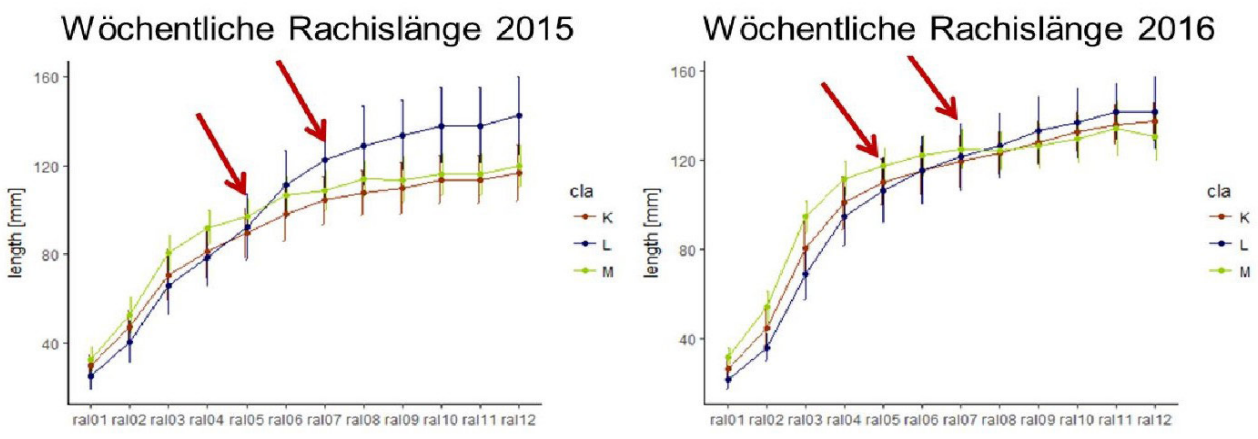 Wöchentliche Rachislänge 2015
160
120
80
40
length [mm]
ral01 ral02 ral03 ral04 ral05 ral06 ral07 ral08 ral09 ral10 ral11 ral12
cla
K
L
M
Wöchentliche Rachislänge 2016
160
120
80
40
length [mm]
ral01 ral02 ral03 ral04 ral05 ral06 ral07 ral08 ral09 ral10 ral11 ral12
cla
K
L
M